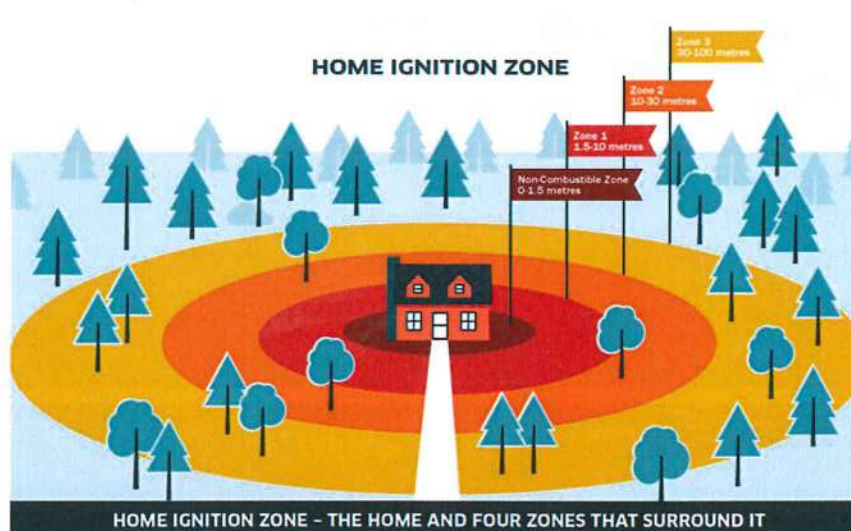 HOME IGNITION ZONE
Zone 3
30-100 metres
Zone 2
10-30 metres
Zone 1
1.5-10 metres
Non-Combustible Zone
0-1.5 metres
HOME IGNITION ZONE – THE HOME AND FOUR ZONES THAT SURROUND IT